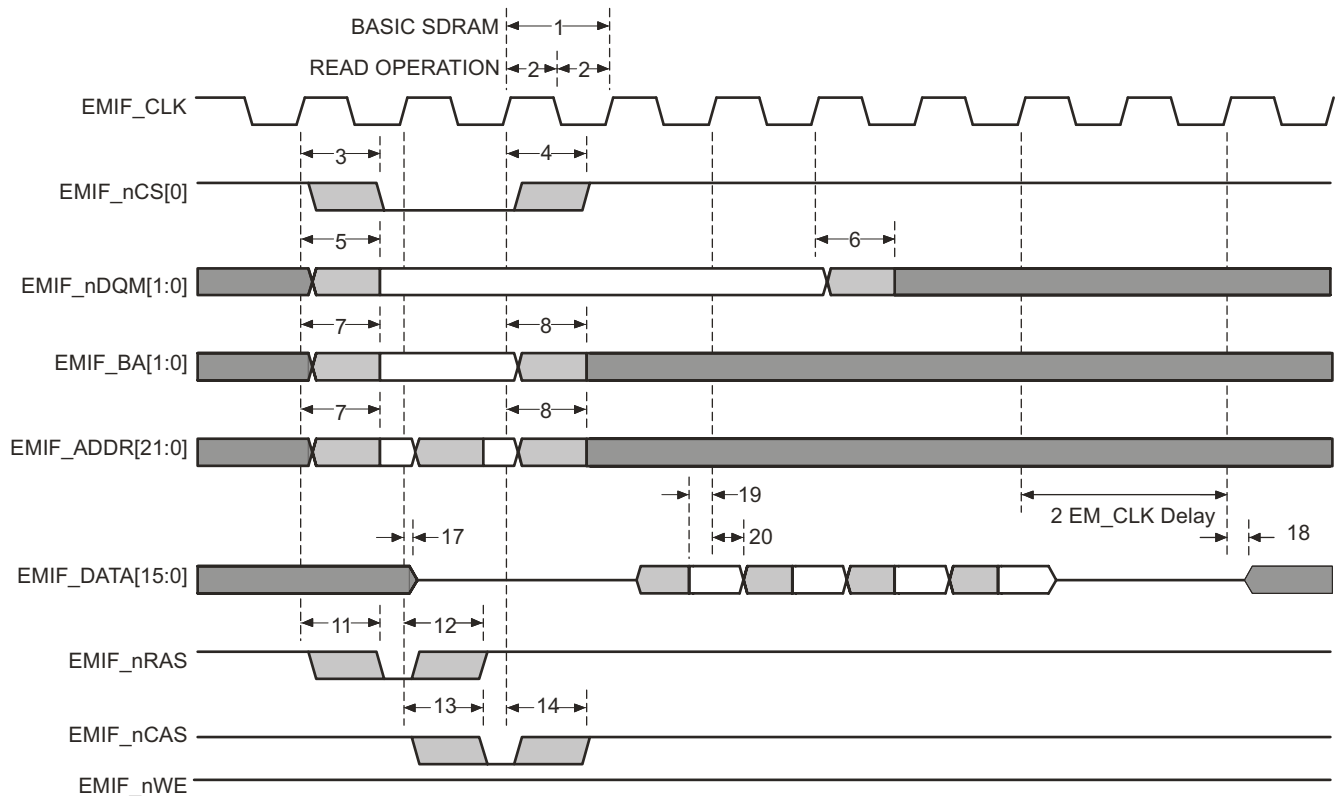 BASIC SDRAM
1
READ OPERATION
2
2
EMIF_CLK
3
4
EMIF_nCS[0]
5
6
EMIF_nDQM[1:0]
7
8
EMIF_BA[1:0]
7
8
EMIF_ADDR[21:0]
19
2 EM_CLK Delay
17
20
18
EMIF_DATA[15:0]
11
12
EMIF_nRAS
13
14
EMIF_nCAS
EMIF_nWE